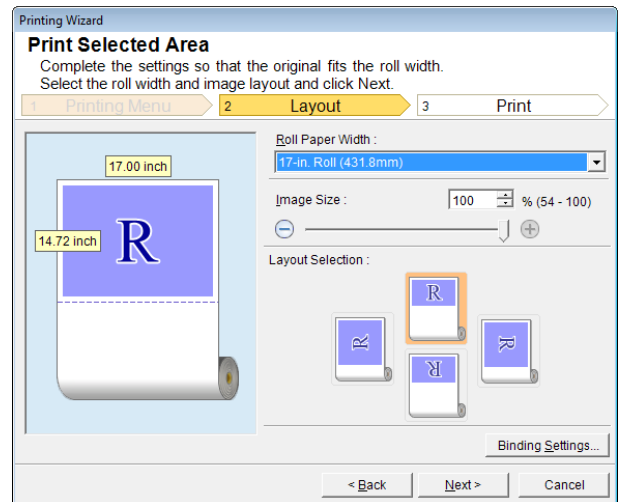 Printing Wizard
Print Selected Area
Complete the settings so that the original fits the roll width.
Select the roll width and image layout and click Next.
1 Printing Menu 2 Layout 3 Print
Roll Paper Width :
17-in. Roll (431.8mm)
17.00 inch
Image Size : 100 % (54 - 100)
14.72 inch
R
Layout Selection :
R
R
R
R
Binding Settings...
< Back Next > Cancel